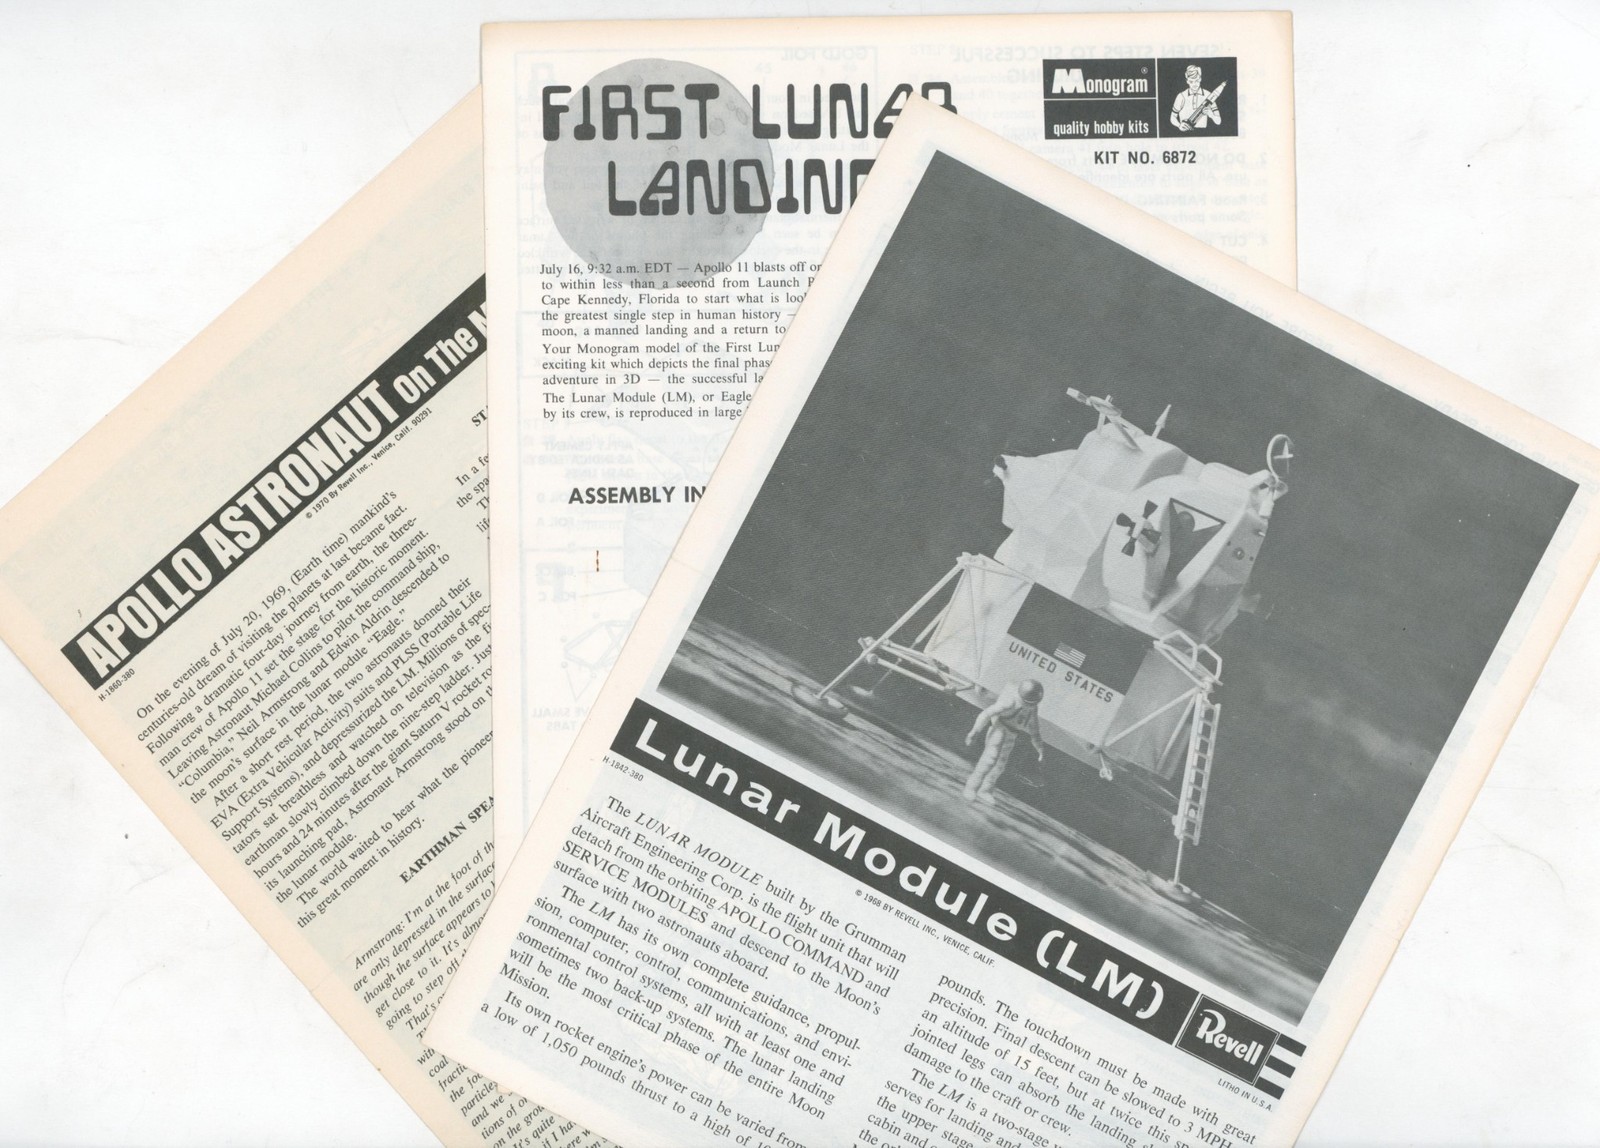 FIRST LUNAR
LANDING
Monogram®
quality hobby kits
KIT NO. 6872
July 16, 9:32 a.m. EDT — Apollo 11 blasts off
to within less than a second from Launch
Cape Kennedy, Florida to start what is
the greatest single step in human history —
moon, a manned landing and a return to
Your Monogram model of the First
exciting kit which depicts the final
adventure in 3D — the successful
The Lunar Module (LM), or Eagle
by its crew, is reproduced in large
ASSEMBLY
APOLLO ASTRONAUT On The
H-1860-380
© 1970 By Revell Inc., Venice, Calif. 90291
On the evening of July 20, 1969, (Earth time) mankind's
centuries-old dream of visiting the planets at last became fact.
Following a dramatic four-day journey from earth, the three-
man crew of Apollo 11 set the stage for the historic moment.
Leaving Astronaut Michael Collins to pilot the command ship,
"Columbia," Neil Armstrong and Edwin Aldrin descended to
the moon's surface in the lunar module "Eagle."
After a short rest period, the two astronauts donned their
EVA (Extra Vehicular Activity) suits and PLSS (Portable Life
Support Systems), and depressurized the LM. Millions of spec-
tators sat breathless and watched on television as the
earthman slowly climbed down the nine-step ladder. Just
hours and 24 minutes after the giant Saturn V rocket
its launching pad, Astronaut Armstrong stood on
the lunar module.
The world waited to hear what the pioneer
this great moment in history.
EARTHMAN
Armstrong: I'm at the foot of the
are only depressed in the surface
though the surface appears to
get close to it. It's
going to step off
In a
the
UNITED STATES
Lunar Module (LM)
Revell
H-1842-380
© 1968 BY REVELL INC., VENICE, CALIF.
LITHO IN U.S.A.
The LUNAR MODULE built by the Grumman
Aircraft Engineering Corp. is the flight unit that will
detach from the orbiting APOLLO COMMAND and
SERVICE MODULES and descend to the Moon's
surface with two astronauts aboard.
The LM has its own complete guidance, propul-
sion, computer, control, communications, and envi-
ronmental control systems, all with at least one and
sometimes two back-up systems. The lunar landing
will be the most critical phase of the entire Moon
Mission.
Its own rocket engine's power can be varied from
a low of 1,050 pounds thrust to a high of
pounds. The touchdown must be made with great
precision. Final descent can be slowed to 3 MPH
an altitude of 15 feet, but at twice this
jointed legs can absorb the landing
damage to the craft or crew.
The LM is a two-stage
serves for landing and
the upper stage
cabin and
the